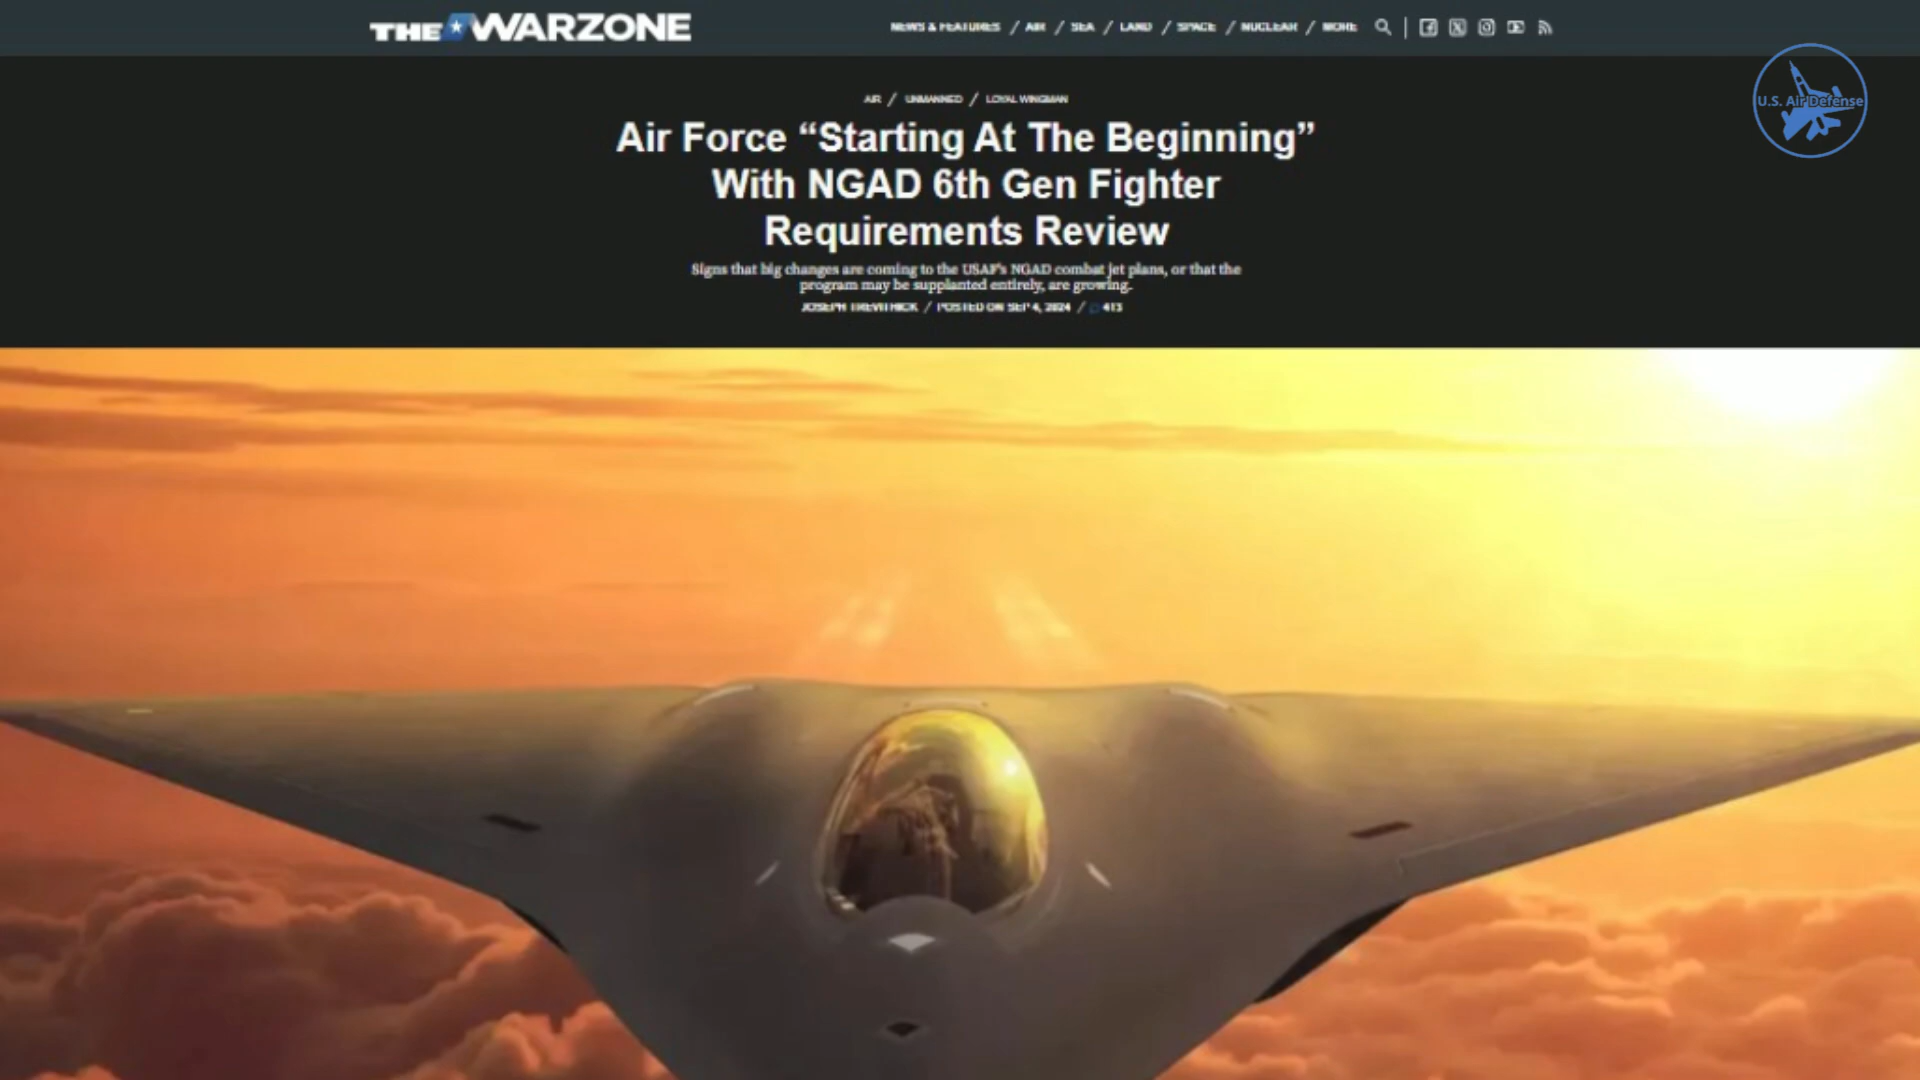 THE WARZONE
NEWS & FEATURES / AIR / SEA / LAND / SPACE / NUCLEAR / MORE
U.S. Air Defense
AIR / UNMANNED / LOYAL WINGMAN
Air Force “Starting At The Beginning”
With NGAD 6th Gen Fighter
Requirements Review
Signs that big changes are coming to the USAF's NGAD combat jet plans, or that the
program may be supplanted entirely, are growing.
JOSEPH TREVITHICK / POSTED ON SEP 4, 2024 / 413